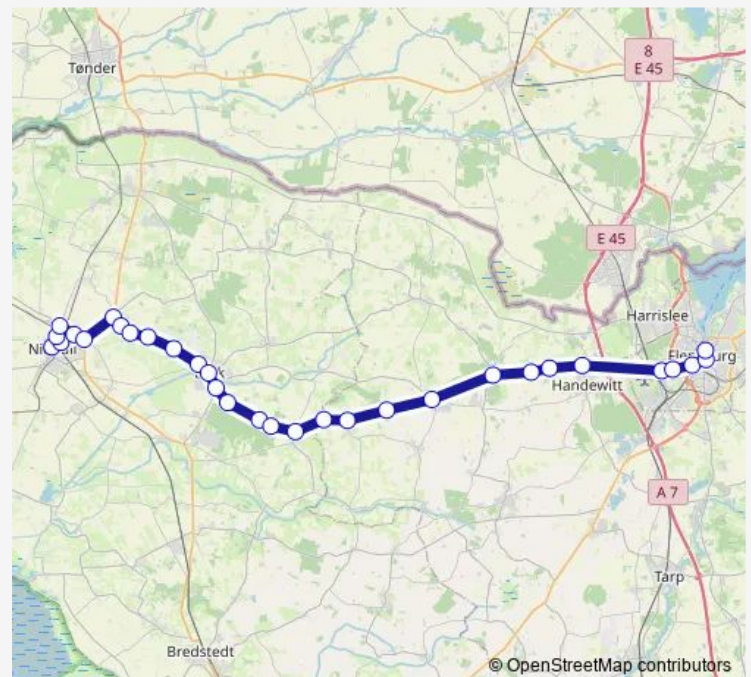 Tønder
8
E 45
E 45
Harrislee
Handewitt
A 7
Tarp
Bredstedt
© OpenStreetMap contributors